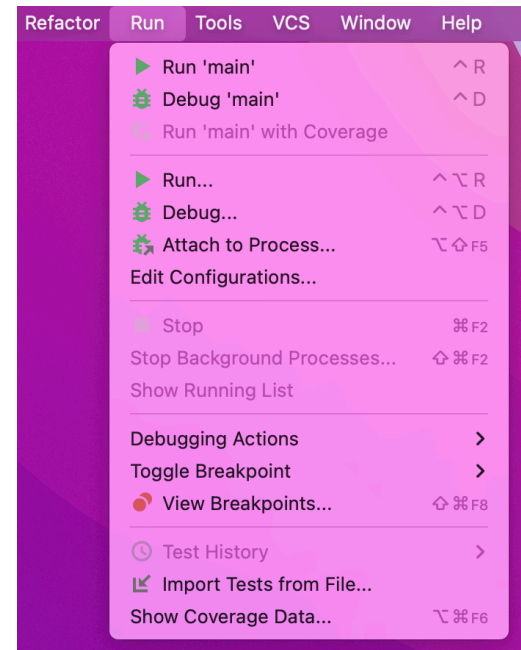 Refactor Run Tools VCS Window Help
Run 'main' ^ R
Debug 'main' ^ D
Run 'main' with Coverage
Run... ^ ⌥ R
Debug... ^ ⌥ D
Attach to Process... ⌥ ⇧ F5
Edit Configurations...
Stop ⌘ F2
Stop Background Processes... ⇧ ⌘ F2
Show Running List
Debugging Actions
Toggle Breakpoint
View Breakpoints... ⇧ ⌘ F8
Test History
Import Tests from File...
Show Coverage Data... ⌥ ⌘ F6